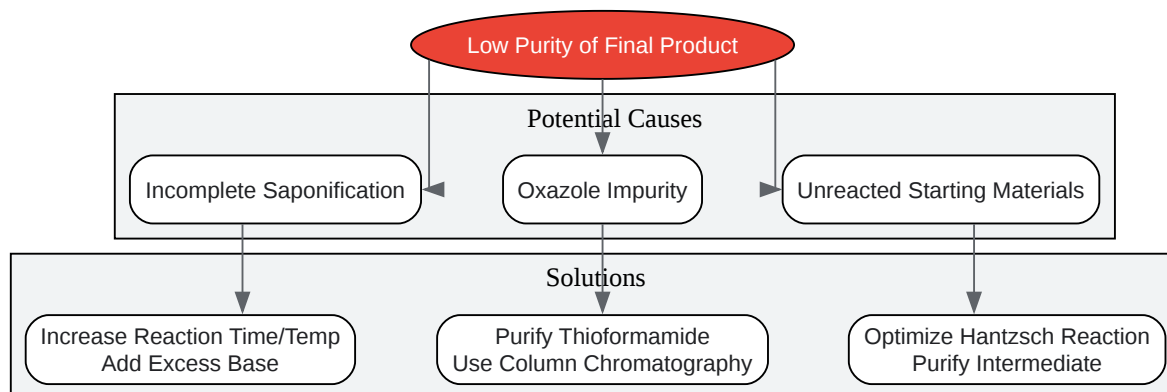 Low Purity of Final Product
Potential Causes
Incomplete Saponification
Oxazole Impurity
Unreacted Starting Materials
Solutions
Increase Reaction Time/Temp
Add Excess Base
Purify Thioformamide
Use Column Chromatography
Optimize Hantzsch Reaction
Purify Intermediate